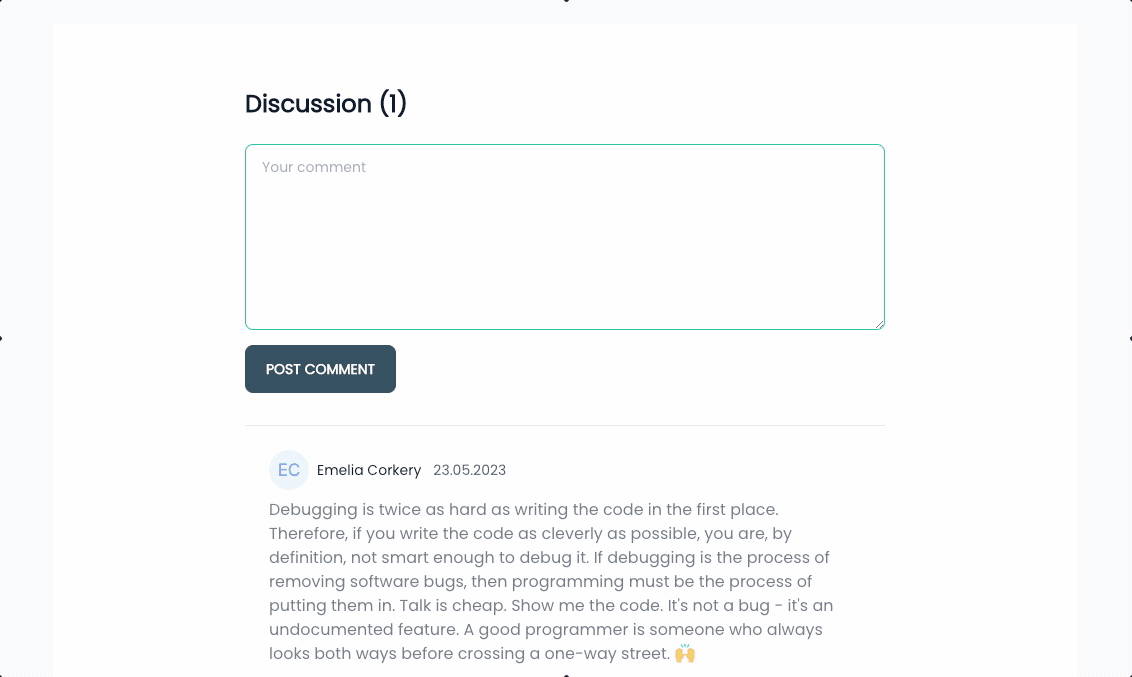 Discussion (1)
Your comment
POST COMMENT
EC Emelia Corkery 23.05.2023
Debugging is twice as hard as writing the code in the first place.
Therefore, if you write the code as cleverly as possible, you are, by
definition, not smart enough to debug it. If debugging is the process of
removing software bugs, then programming must be the process of
putting them in. Talk is cheap. Show me the code. It's not a bug - it's an
undocumented feature. A good programmer is someone who always
looks both ways before crossing a one-way street. 🙌